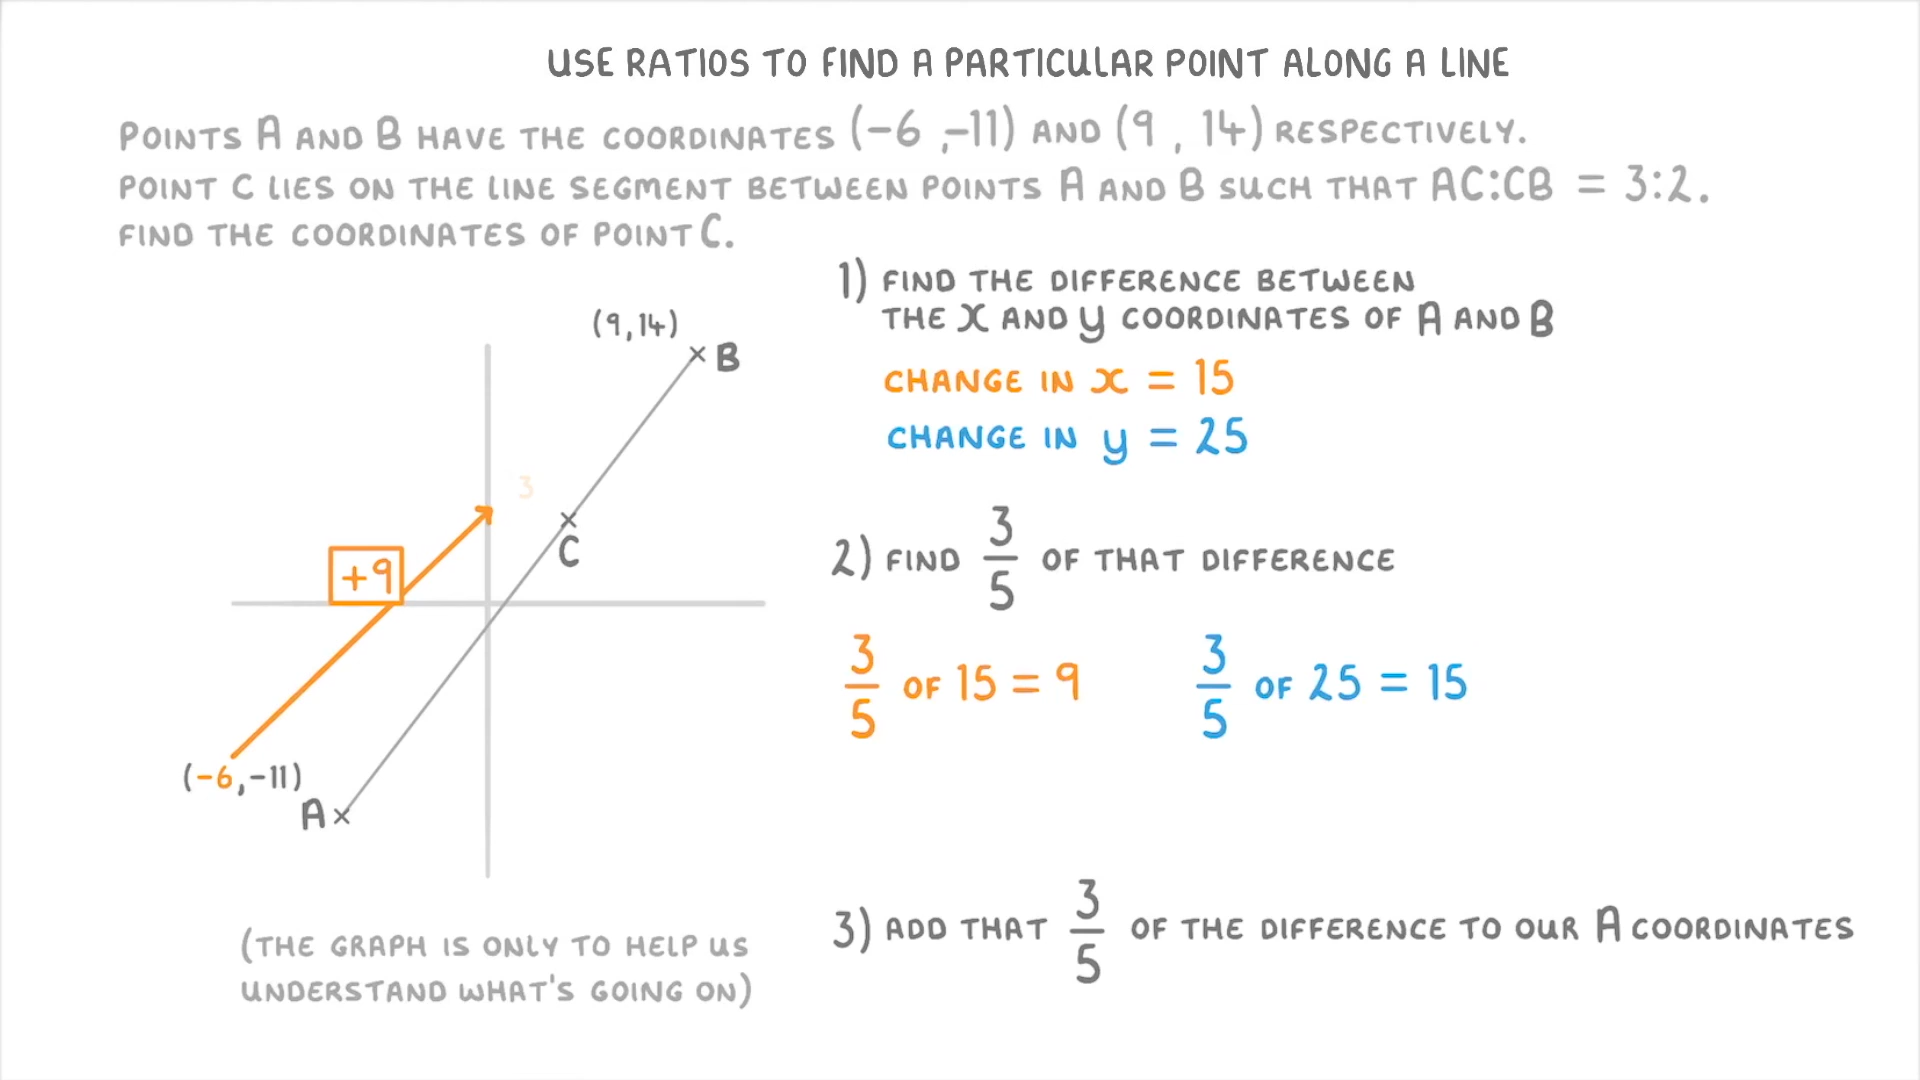 USE RATIOS TO FIND A PARTICULAR POINT ALONG A LINE
POINTS A AND B HAVE THE COORDINATES (-6 ,-11) AND (9 , 14) RESPECTIVELY.
POINT C LIES ON THE LINE SEGMENT BETWEEN POINTS A AND B SUCH THAT AC:CB = 3:2.
FIND THE COORDINATES OF POINT C.
(9,14)
B
3
C
+9
(-6,-11)
A
(THE GRAPH IS ONLY TO HELP US
UNDERSTAND WHAT'S GOING ON)
1) FIND THE DIFFERENCE BETWEEN
THE x AND y COORDINATES OF A AND B
CHANGE IN x = 15
CHANGE IN y = 25
2) FIND 3/5 OF THAT DIFFERENCE
3/5 OF 15 = 9
3/5 OF 25 = 15
3) ADD THAT 3/5 OF THE DIFFERENCE TO OUR A COORDINATES